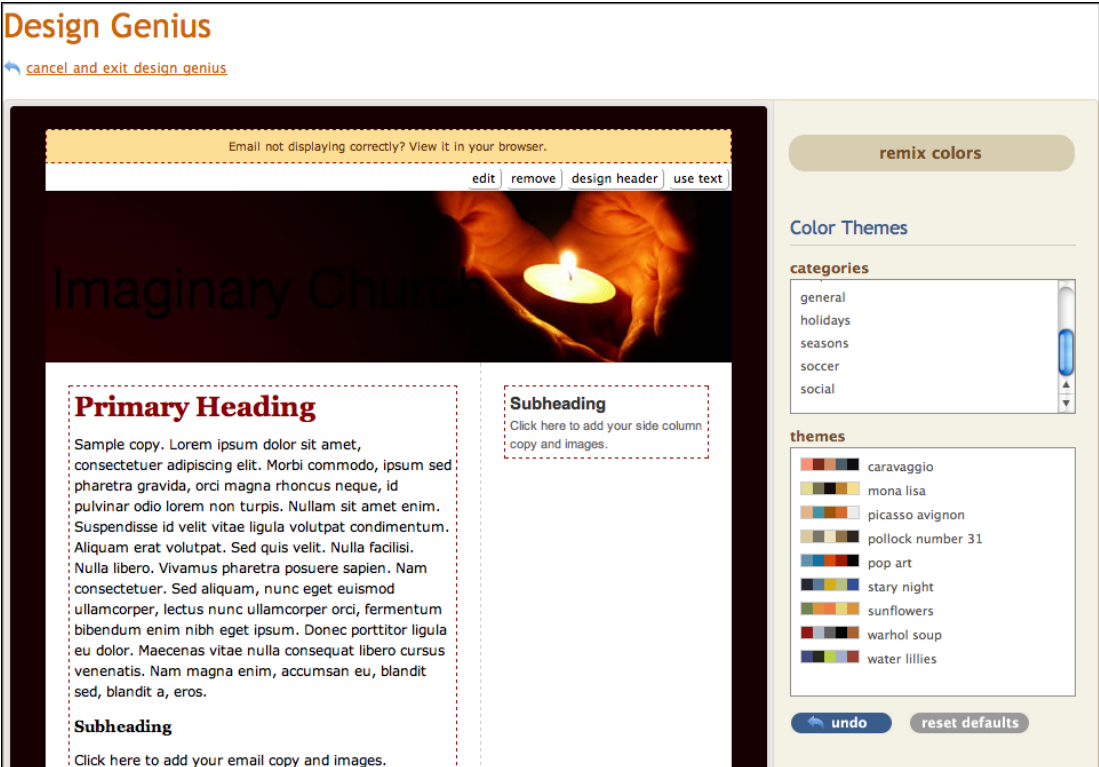 Design Genius
cancel and exit design genius
Email not displaying correctly? View it in your browser.
edit
remove
design header
use text
Imaginary Church
Primary Heading
Sample copy. Lorem ipsum dolor sit amet,
consectetuer adipiscing elit. Morbi commodo, ipsum sed
pharetra gravida, orci magna rhoncus neque, id
pulvinar odio lorem non turpis. Nullam sit amet enim.
Suspendisse id velit vitae ligula volutpat condimentum.
Aliquam erat volutpat. Sed quis velit. Nulla facilisi.
Nulla libero. Vivamus pharetra posuere sapien. Nam
consectetuer. Sed aliquam, nunc eget euismod
ullamcorper, lectus nunc ullamcorper orci, fermentum
bibendum enim nibh eget ipsum. Donec porttitor ligula
eu dolor. Maecenas vitae nulla consequat libero cursus
venenatis. Nam magna enim, accumsan eu, blandit
sed, blandit a, eros.
Subheading
Click here to add your email copy and images.
Subheading
Click here to add your side column
copy and images.
remix colors
Color Themes
categories
general
holidays
seasons
soccer
social
themes
caravaggio
mona lisa
picasso avignon
pollock number 31
pop art
stary night
sunflowers
warhol soup
water lillies
undo
reset defaults